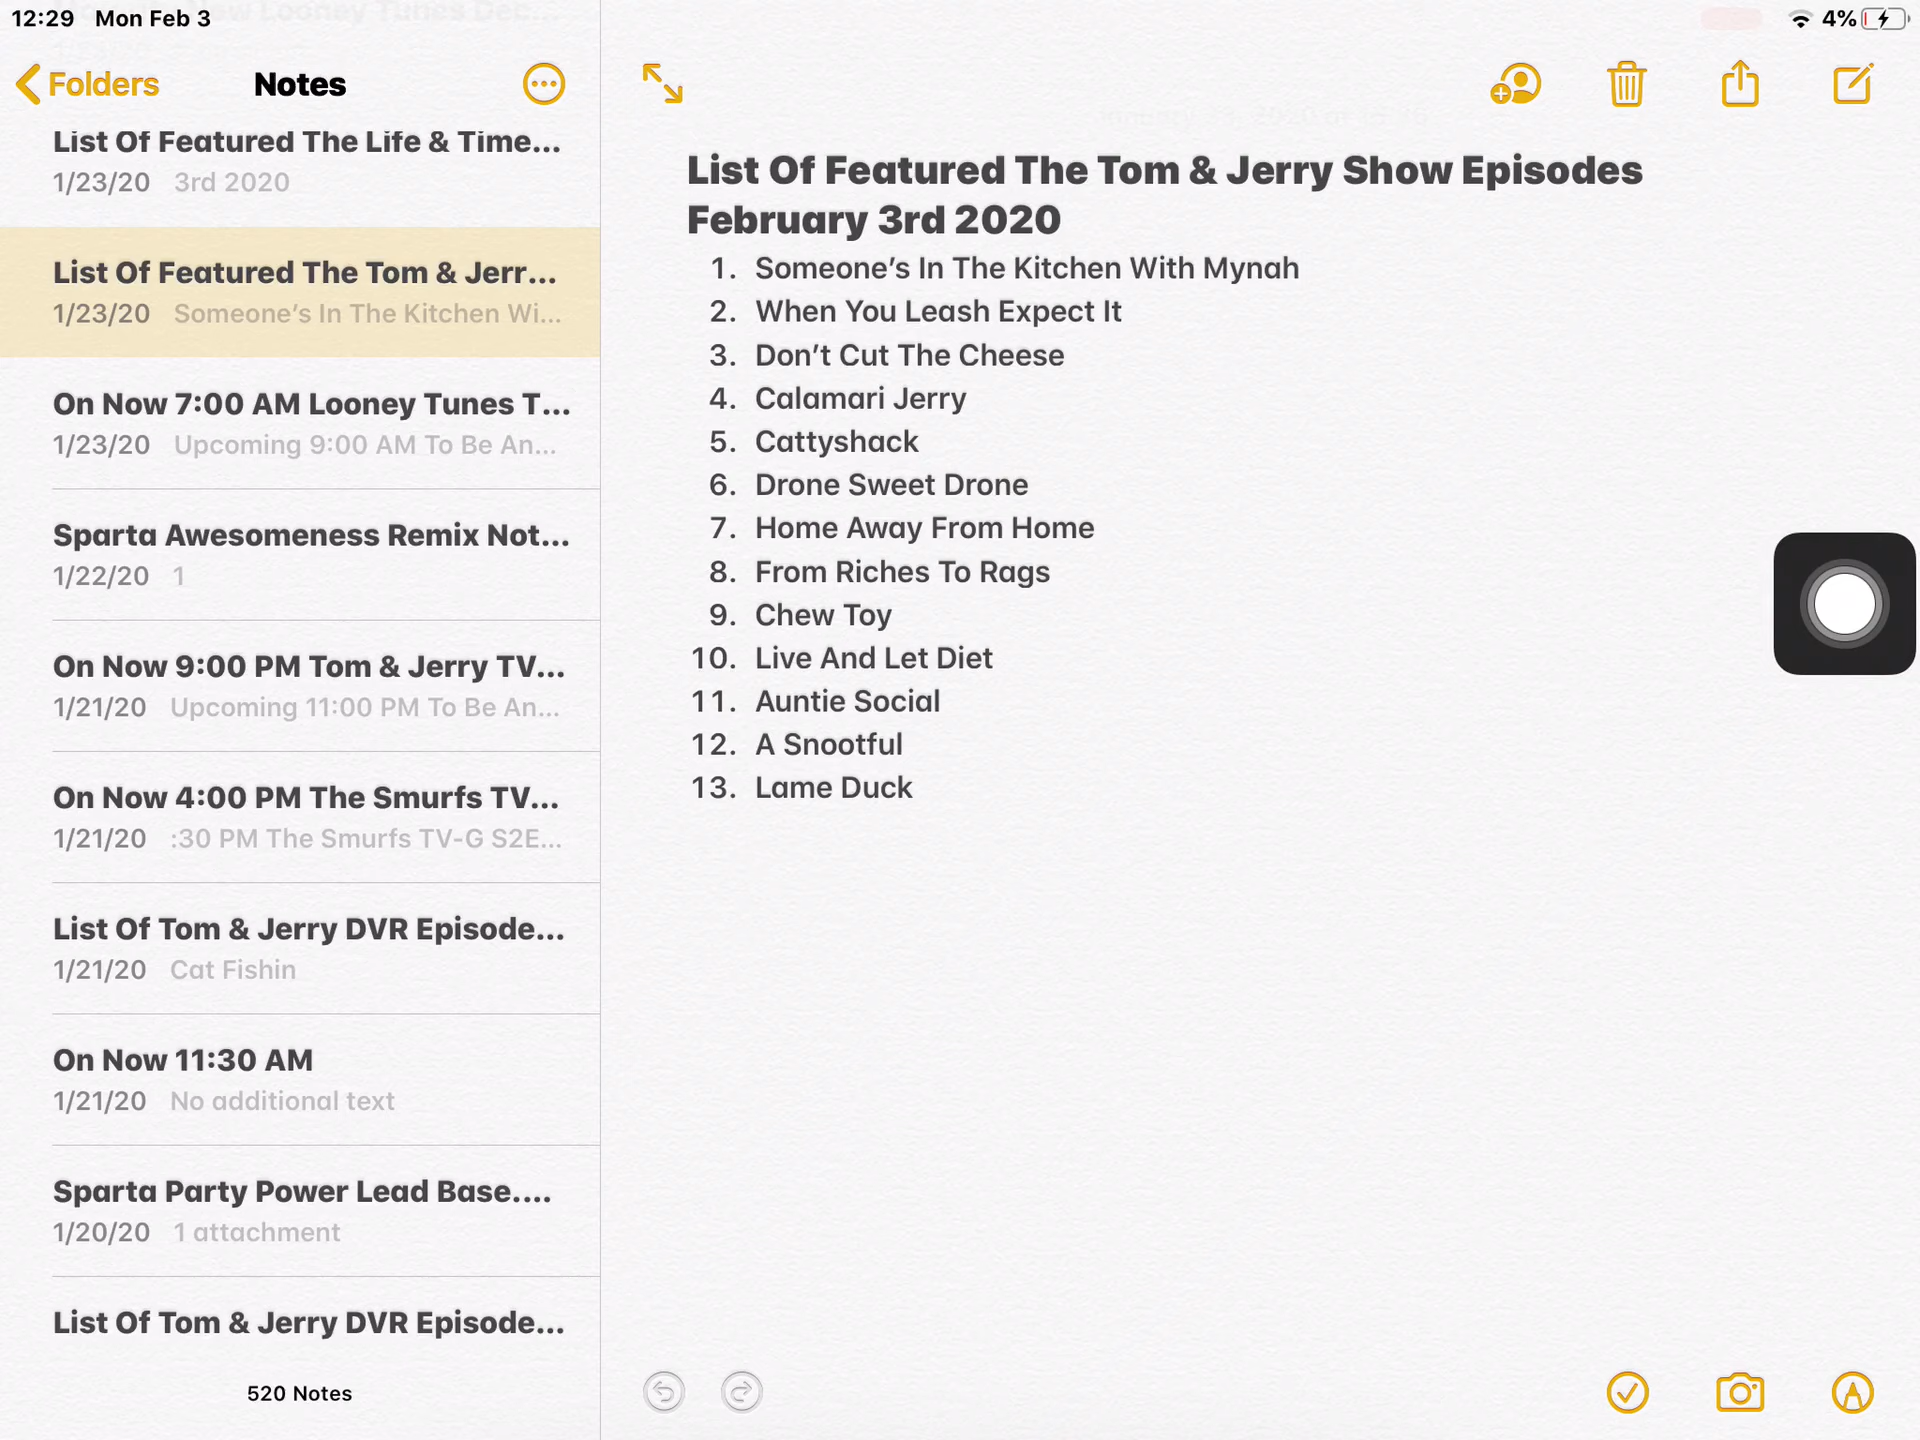 12:29 Mon Feb 3
4%
Folders
Notes
List Of Featured The Life & Time...
1/23/20 3rd 2020
List Of Featured The Tom & Jerr...
1/23/20 Someone’s In The Kitchen Wi...
On Now 7:00 AM Looney Tunes T...
1/23/20 Upcoming 9:00 AM To Be An...
Sparta Awesomeness Remix Not...
1/22/20 1
On Now 9:00 PM Tom & Jerry TV...
1/21/20 Upcoming 11:00 PM To Be An...
On Now 4:00 PM The Smurfs TV...
1/21/20 :30 PM The Smurfs TV-G S2E...
List Of Tom & Jerry DVR Episode...
1/21/20 Cat Fishin
On Now 11:30 AM
1/21/20 No additional text
Sparta Party Power Lead Base....
1/20/20 1 attachment
List Of Tom & Jerry DVR Episode...
520 Notes
List Of Featured The Tom & Jerry Show Episodes
February 3rd 2020
1. Someone’s In The Kitchen With Mynah
2. When You Leash Expect It
3. Don’t Cut The Cheese
4. Calamari Jerry
5. Cattyshack
6. Drone Sweet Drone
7. Home Away From Home
8. From Riches To Rags
9. Chew Toy
10. Live And Let Diet
11. Auntie Social
12. A Snootful
13. Lame Duck